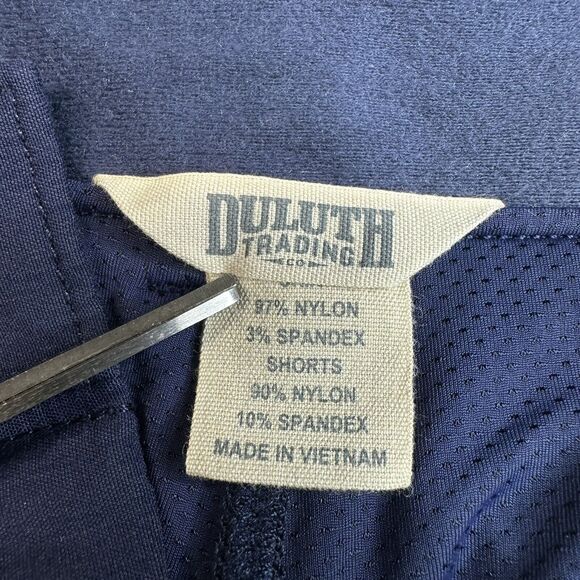 DULUTH
TRADING
CO
97% NYLON
3% SPANDEX
SHORTS
90% NYLON
10% SPANDEX
MADE IN VIETNAM